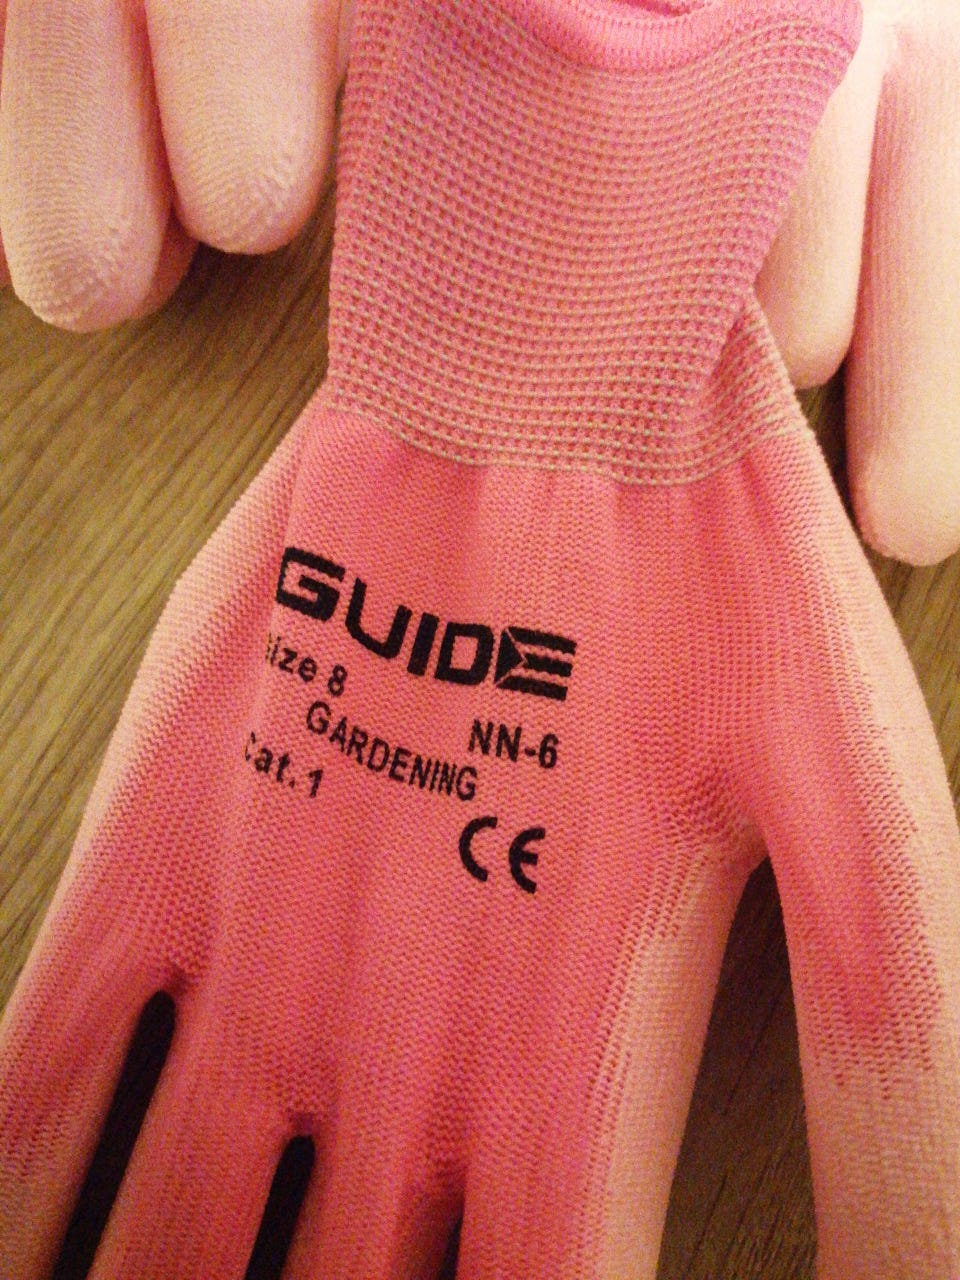 GUIDE
Size 8
NN-6
GARDENING
Cat. 1
CE